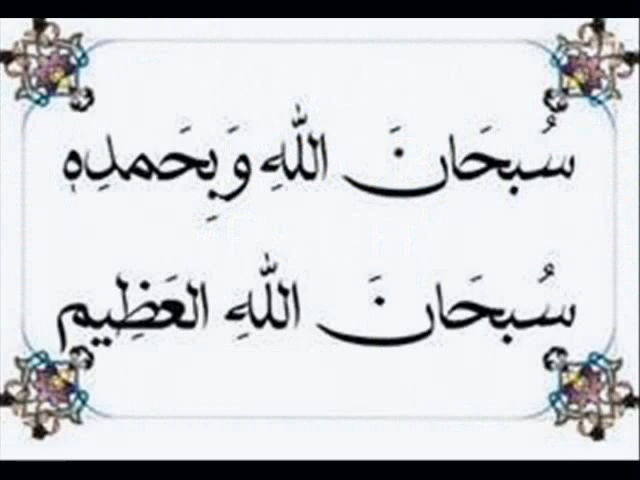 سُبحَانَ اللهِ وَبِحَمدِهِ
سُبحَانَ اللهِ العَظِيمِ